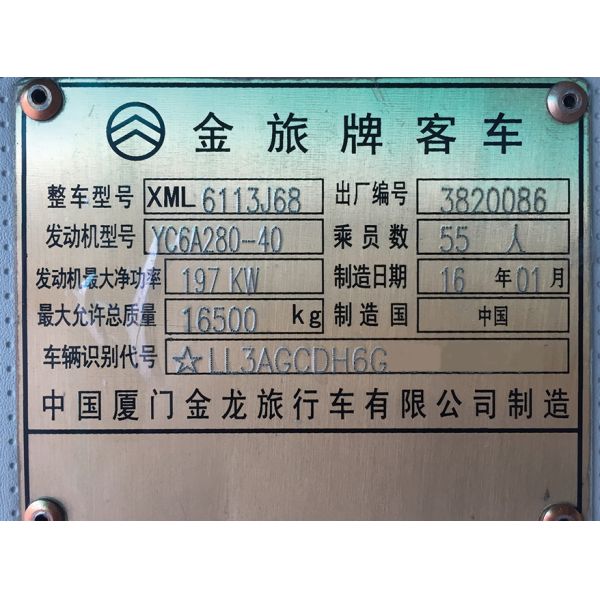 金旅牌客车
整车型号 XML 6113J68 出厂编号 3820086
发动机型号 YC6A280-40 乘员数 55 人
发动机最大净功率 197 KW 制造日期 16 年 01 月
最大允许总质量 16500 kg 制造国 中国
车辆识别代号 ☆LL3AGCDH6G
中国厦门金龙旅行车有限公司制造